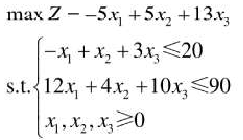 max Z－-5x₁+5x₂+13x₃
-x₁+x₂+3x₃≤20
s.t. { 12x₁+4x₂+10x₃≤90
x₁,x₂,x₃≥0